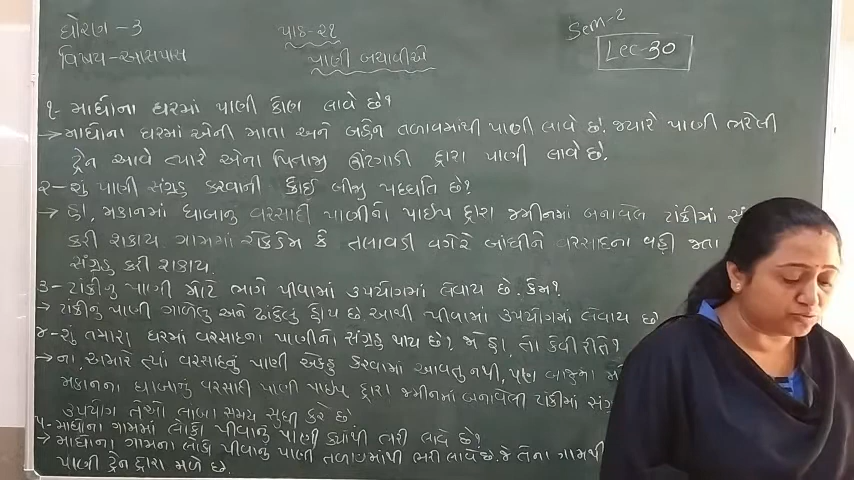 ધોરણ - 3
વિષય - આસપાસ
પાઠ - ૨૧
પાણી બચાવીએ
Sem-2
Lec-30
૧- માધોના ઘરમાં પાણી કોણ લાવે છે?
→ માધોના ઘરમાં એની માતા અને બહેન તળાવમાંથી પાણી લાવે છે. જ્યારે પાણી ભરેલી
ટ્રેન આવે ત્યારે એના પિતાજી ઊંટગાડી દ્વારા પાણી લાવે છે.
૨- શું પાણી સંગ્રહ કરવાની કોઈ બીજી પધ્ધતિ છે?
→ હા, મકાનમાં ધાબાનું વરસાદી પાણીના પાઈપ દ્વારા જમીનમાં બનાવેલ ટાંકીમાં
કરી શકાય. ગામમાં ચેકડેમ કે તલાવડી વગેરે બાંધીને વરસાદના વહી જતા
સંગ્રહ કરી શકાય.
૩- ટાંકીનું પાણી મોટે ભાગે પીવામાં ઉપયોગમાં લેવાય છે. કેમ?
→ ટાંકીનું પાણી ગાળેલું અને ઢાંકેલું હોય છે આથી પીવામાં ઉપયોગમાં લેવાય છે
૪- શું તમારા ઘરમાં વરસાદના પાણીનો સંગ્રહ થાય છે? જો હા, તો કેવી રીતે?
→ ના, અમારે ત્યાં વરસાદનું પાણી એકઠું કરવામાં આવતું નથી, પણ બાજુના
મકાનના ધાબાનું વરસાદી પાણી પાઈપ દ્વારા જમીનમાં બનાવેલી ટાંકીમાં
ઉપયોગ તેઓ લાંબા સમય સુધી કરે છે
૫- માધોના ગામમાં લોકો પીવાનું પાણી ક્યાંથી ભરી લાવે છે?
→ માધોના ગામના લોકો પીવાનું પાણી તળાવમાંથી ભરી લાવે છે. જે તેના ગામથી
પાણી ટ્રેન દ્વારા મળે છે.